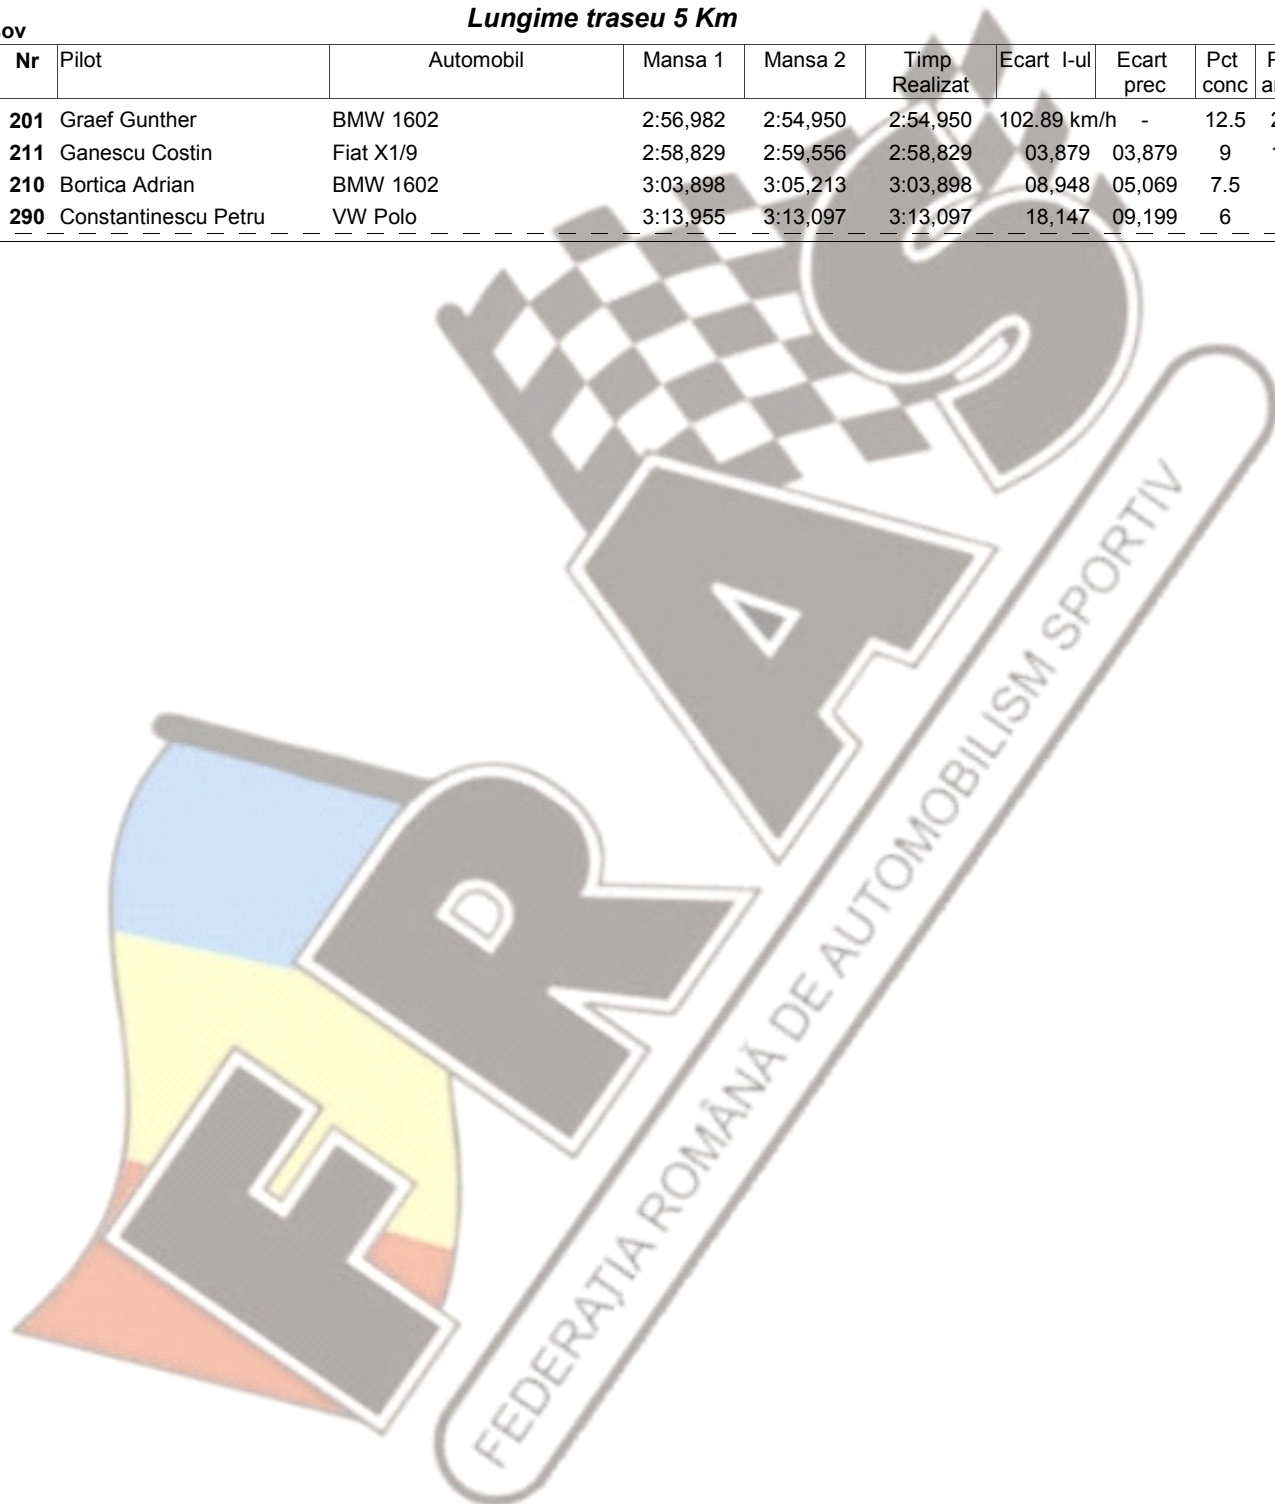 Lungime traseu 5 Km
ov
Nr Pilot Automobil Mansa 1 Mansa 2 Timp Realizat Ecart I-ul Ecart prec Pct conc
201 Graef Gunther BMW 1602 2:56,982 2:54,950 2:54,950 102.89 km/h - 12.5
211 Ganescu Costin Fiat X1/9 2:58,829 2:59,556 2:58,829 03,879 03,879 9
210 Bortica Adrian BMW 1602 3:03,898 3:05,213 3:03,898 08,948 05,069 7.5
290 Constantinescu Petru VW Polo 3:13,955 3:13,097 3:13,097 18,147 09,199 6
FRAS
FEDERAȚIA ROMÂNĂ DE AUTOMOBILISM SPORTIV